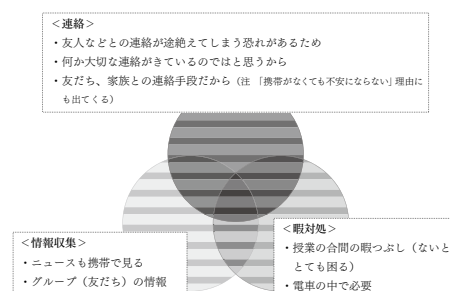 ＜連絡＞
・友人などとの連絡が途絶えてしまう恐れがあるため
・何か大切な連絡がきているのではと思うから
・友だち、家族との連絡手段だから（注　「携帯がなくても不安にならない」理由に
も出てくる）
＜情報収集＞
・ニュースも携帯で見る
・グループ（友だち）の情報
＜暇対処＞
・授業の合間の暇つぶし（ないと
とても困る）
・電車の中で必要